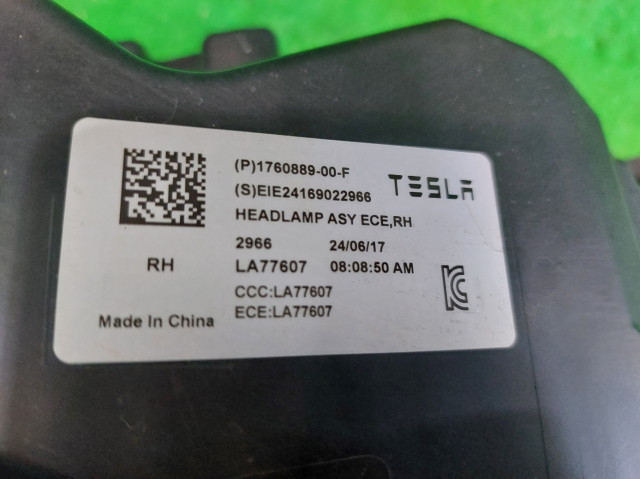 (P)1760889-00-F
(S)EIE24169022966
TESLA
HEADLAMP ASY ECE,RH
2966 24/06/17
RH LA77607 08:08:50 AM
CCC:LA77607
ECE:LA77607
Made In China